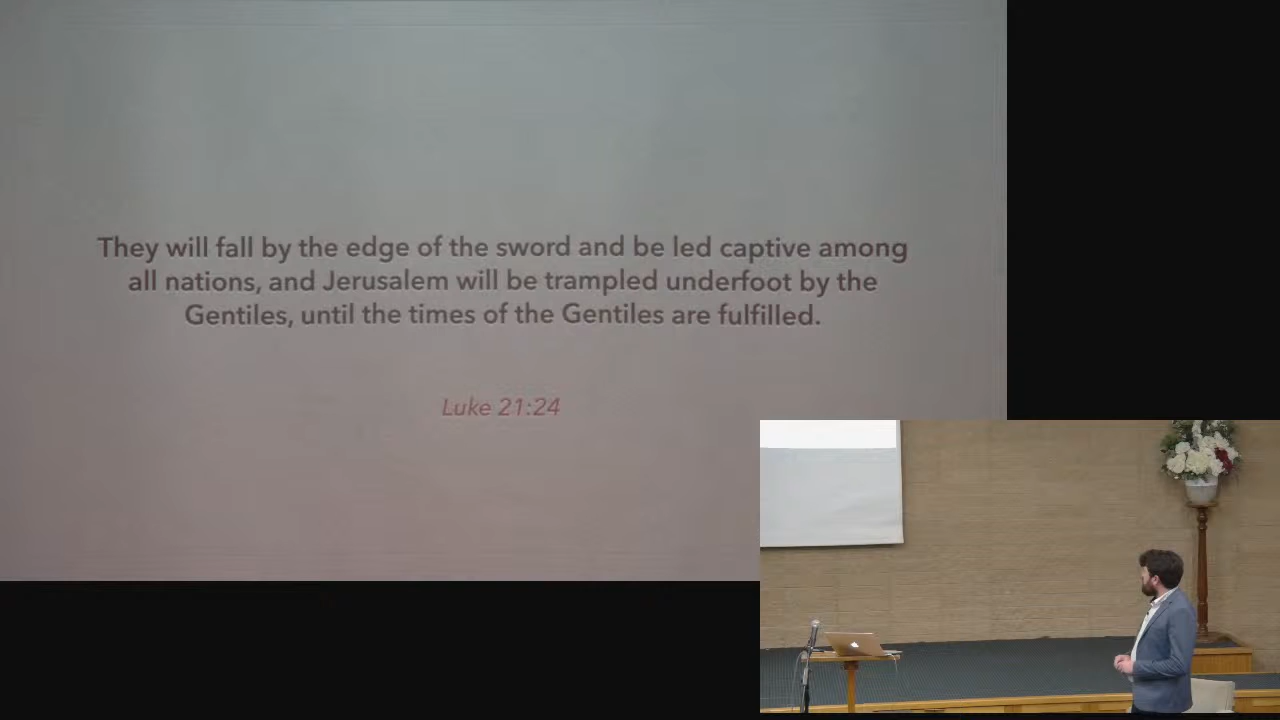 They will fall by the edge of the sword and be led captive among
all nations, and Jerusalem will be trampled underfoot by the
Gentiles, until the times of the Gentiles are fulfilled.
Luke 21:24